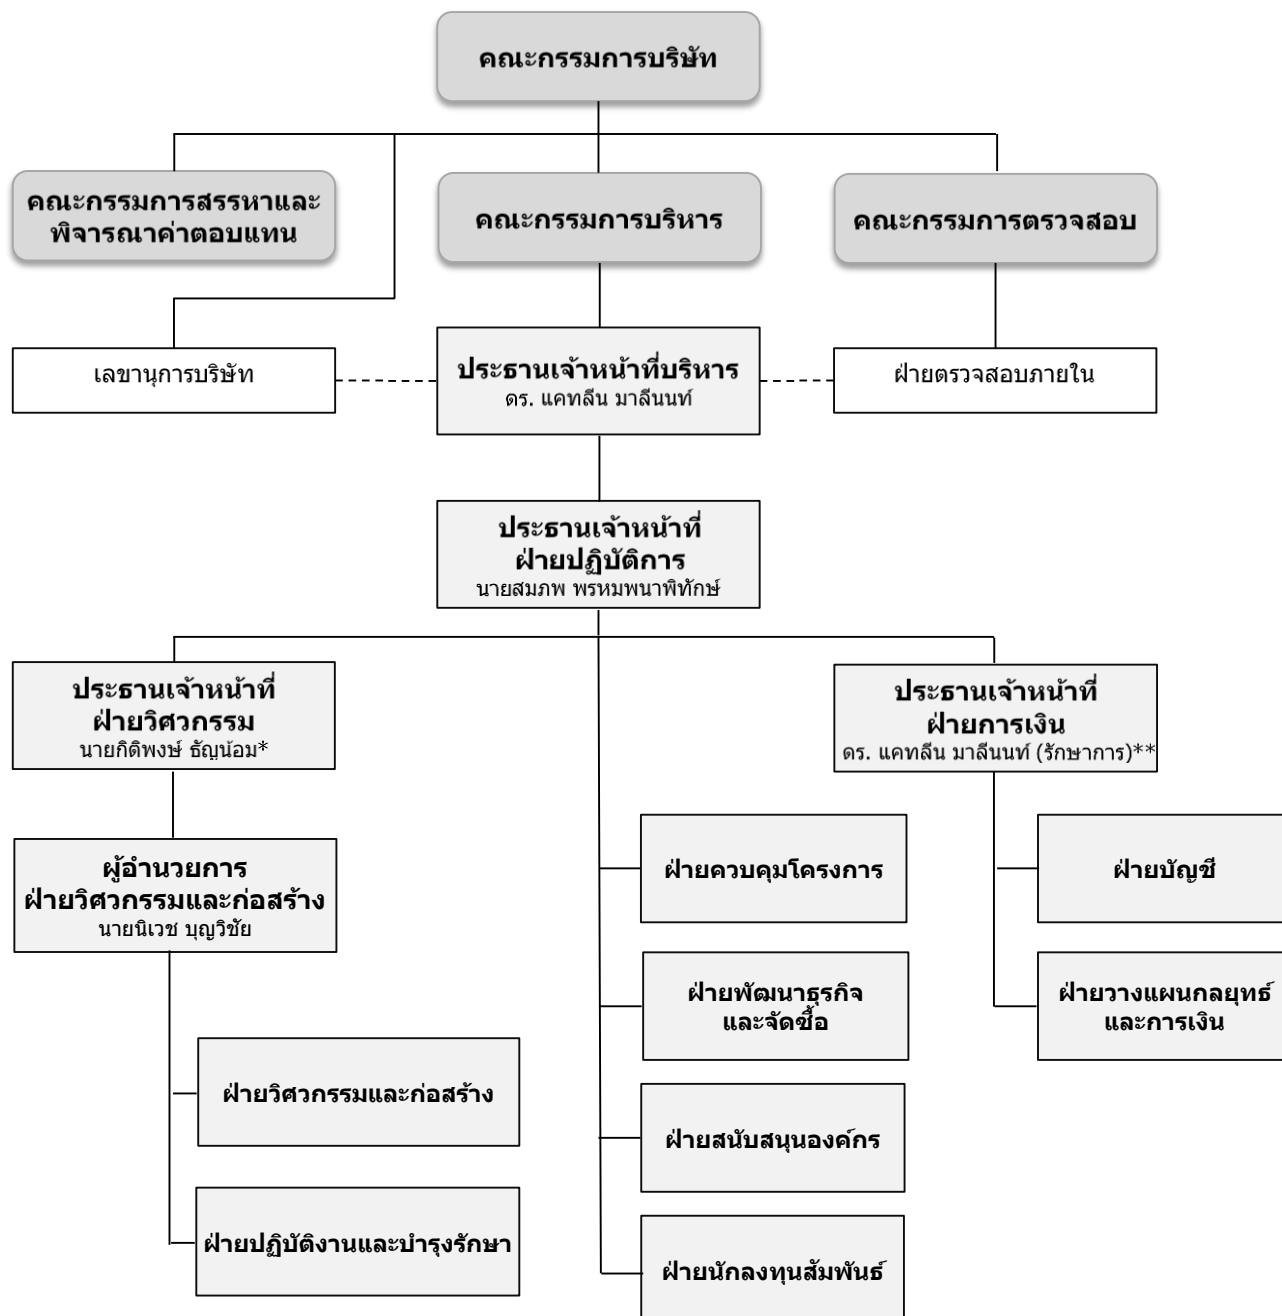 คณะกรรมการบริษัท
คณะกรรมการสรรหาและ
พิจารณาค่าตอบแทน
คณะกรรมการบริหาร
คณะกรรมการตรวจสอบ
เลขานุการบริษัท
ประธานเจ้าหน้าที่บริหาร
ดร. แคทลีน มาลีนนท์
ฝ่ายตรวจสอบภายใน
ประธานเจ้าหน้าที่
ฝ่ายปฏิบัติการ
นายสมภพ พรหมพนาพิทักษ์
ประธานเจ้าหน้าที่
ฝ่ายวิศวกรรม
นายกิติพงษ์ ธัญน้อม*
ประธานเจ้าหน้าที่
ฝ่ายการเงิน
ดร. แคทลีน มาลีนนท์ (รักษาการ)**
ผู้อำนวยการ
ฝ่ายวิศวกรรมและก่อสร้าง
นายนิเวช บุญวิชัย
ฝ่ายควบคุมโครงการ
ฝ่ายบัญชี
ฝ่ายพัฒนาธุรกิจ
และจัดซื้อ
ฝ่ายวางแผนกลยุทธ์
และการเงิน
ฝ่ายวิศวกรรมและก่อสร้าง
ฝ่ายสนับสนุนองค์กร
ฝ่ายปฏิบัติงานและบำรุงรักษา
ฝ่ายนักลงทุนสัมพันธ์